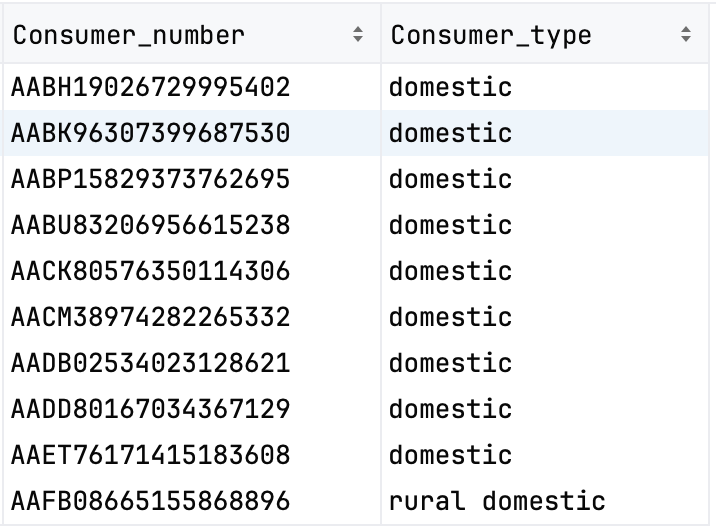 Consumer_number Consumer_type
AABH19026729995402 domestic
AABK96307399687530 domestic
AABP15829373762695 domestic
AABU83206956615238 domestic
AACK80576350114306 domestic
AACM38974282265332 domestic
AADB02534023128621 domestic
AADD80167034367129 domestic
AAET76171415183608 domestic
AAFB08665155868896 rural domestic